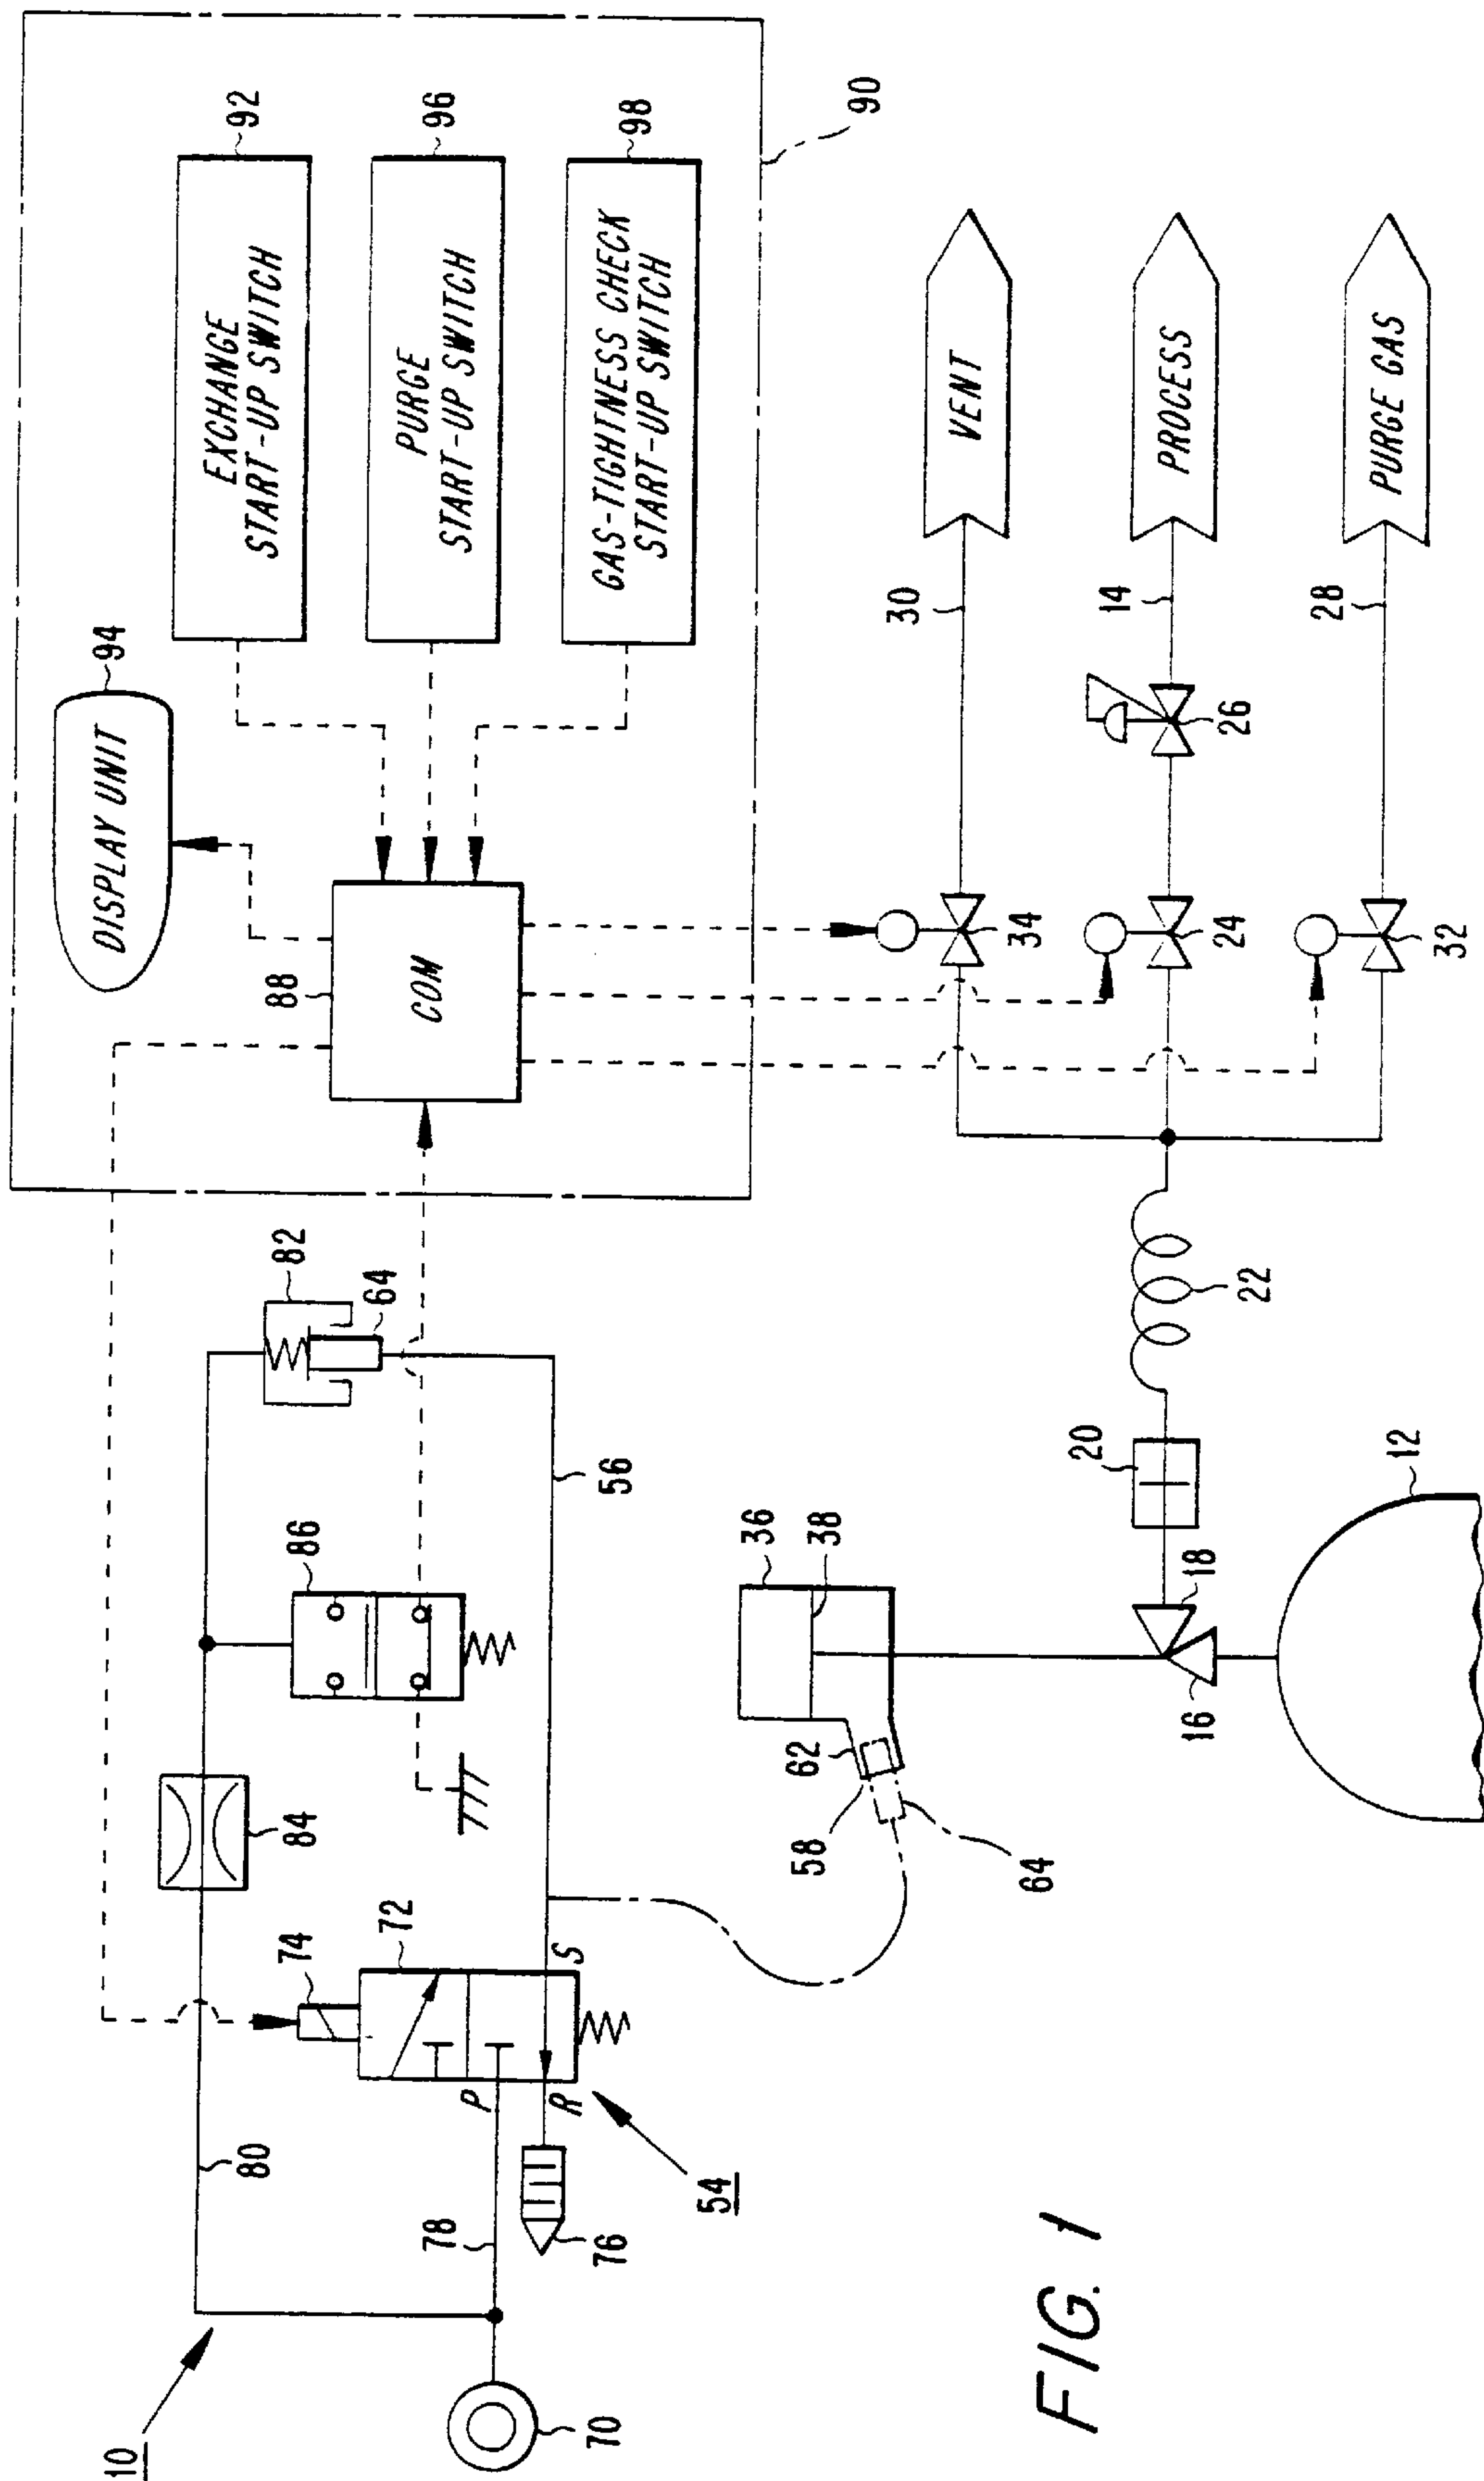 10
80
84
82
64
86
74
72
P
R
S
78
76
70
54
56
DISPLAY UNIT
94
88
COM
EXCHANGE
START-UP SWITCH
92
PURGE
START-UP SWITCH
96
GAS-TIGHTNESS CHECK
START-UP SWITCH
98
90
36
38
62
58
64
VENT
30
34
PROCESS
14
26
24
PURGE GAS
28
32
22
20
18
16
12
FIG. 1